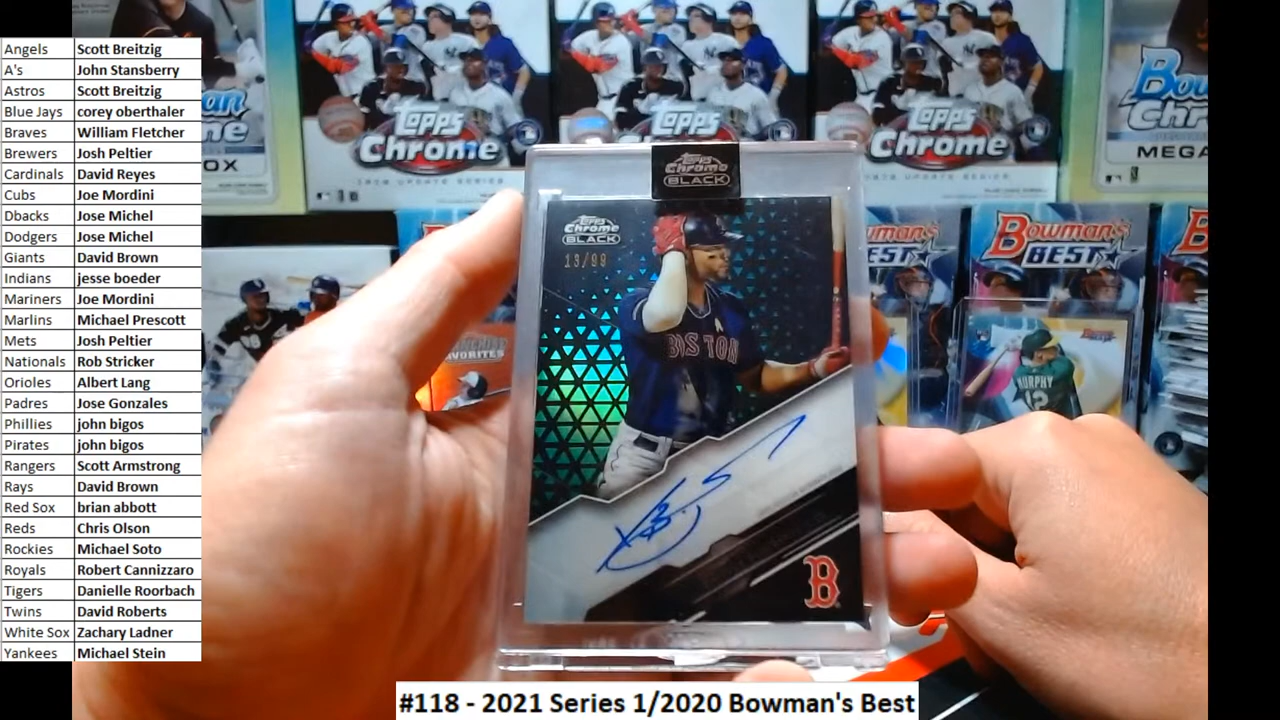 Angels Scott Breitzig
A's John Stansberry
Astros Scott Breitzig
Blue Jays corey oberthaler
Braves William Fletcher
Brewers Josh Peltier
Cardinals David Reyes
Cubs Joe Mordini
Dbacks Jose Michel
Dodgers Jose Michel
Giants David Brown
Indians jesse boeder
Mariners Joe Mordini
Marlins Michael Prescott
Mets Josh Peltier
Nationals Rob Stricker
Orioles Albert Lang
Padres Jose Gonzales
Phillies john bigos
Pirates john bigos
Rangers Scott Armstrong
Rays David Brown
Red Sox brian abbott
Reds Chris Olson
Rockies Michael Soto
Royals Robert Cannizzaro
Tigers Danielle Roorbach
Twins David Roberts
White Sox Zachary Ladner
Yankees Michael Stein
Topps Chrome
Topps Chrome
Topps Chrome
MEGA
Topps Chrome BLACK
Topps Chrome BLACK
13/99
BOSTON
B
Bowman's BEST
MURPHY
12
FAVORITES
#118 - 2021 Series 1/2020 Bowman's Best